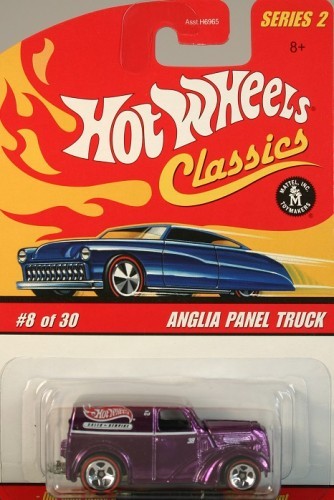 Asst H6965
SERIES 2
8+
HOT WHEELS
Classics
MATTEL, INC.
M
TOYMAKERS
#8 of 30
ANGLIA PANEL TRUCK
HOT WHEELS